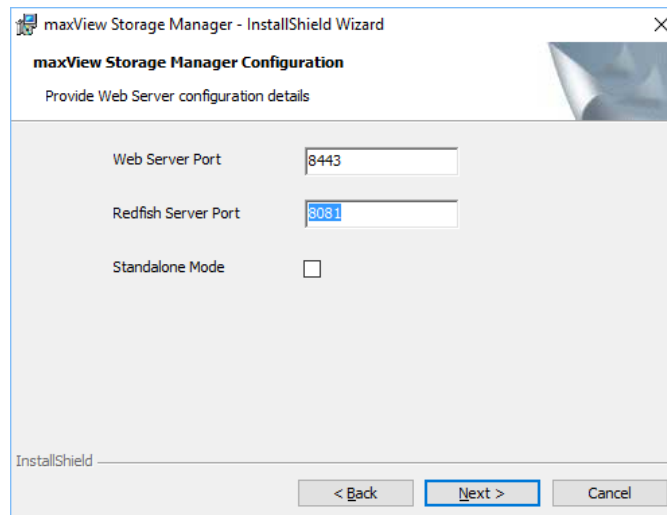 maxView Storage Manager - InstallShield Wizard
maxView Storage Manager Configuration
Provide Web Server configuration details
Web Server Port 8443
Redfish Server Port 8081
Standalone Mode
InstallShield
< Back Next > Cancel